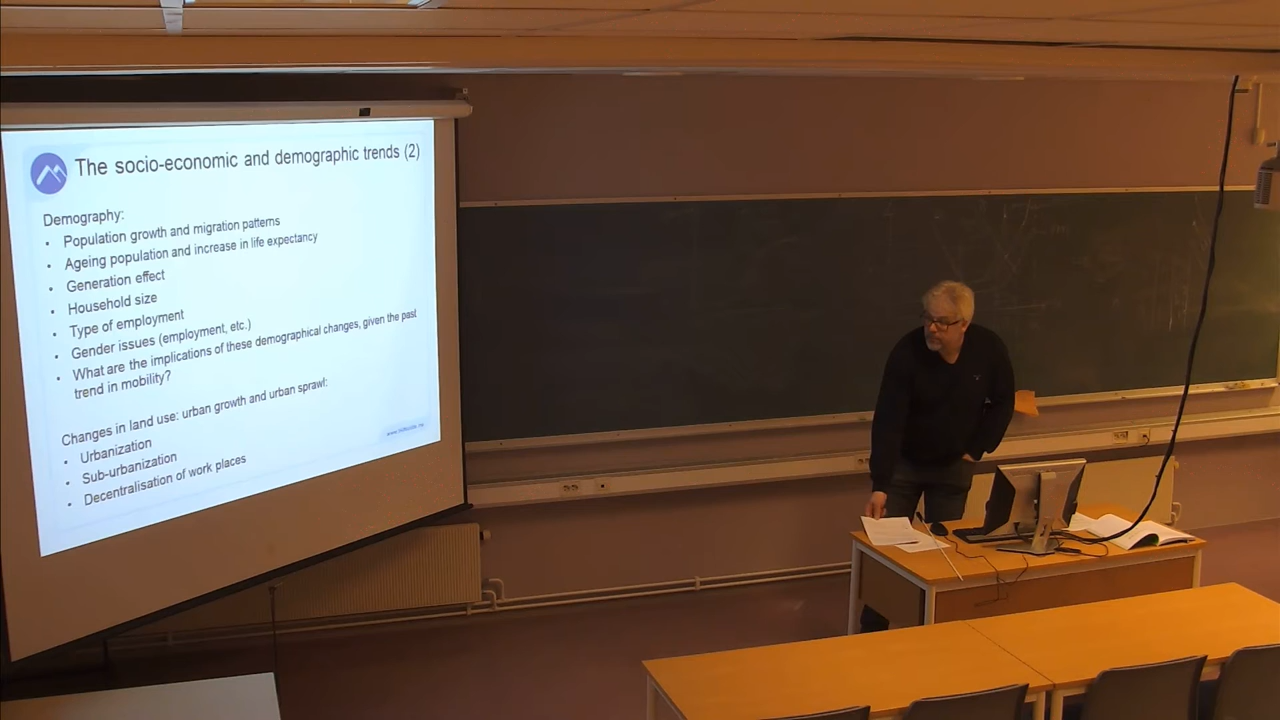 The socio-economic and demographic trends (2)
Demography:
• Population growth and migration patterns
• Ageing population and increase in life expectancy
• Generation effect
• Household size
• Type of employment
• Gender issues (employment, etc.)
• What are the implications of these demographical changes, given the past
trend in mobility?
Changes in land use: urban growth and urban sprawl:
• Urbanization
• Sub-urbanization
• Decentralisation of work places